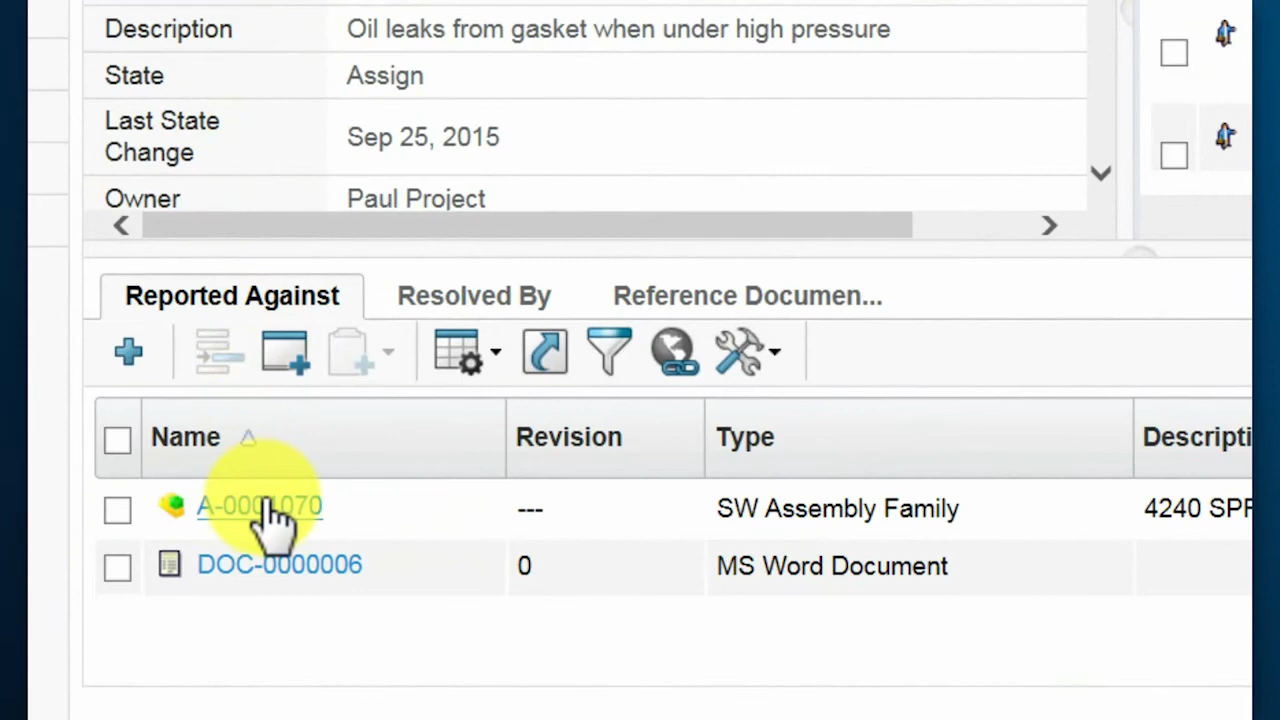 Description Oil leaks from gasket when under high pressure
State Assign
Last State
Change
Sep 25, 2015
Owner Paul Project
Reported Against Resolved By Reference Documen...
Name Revision Type Descripti
---
SW Assembly Family 4240
DOC-0000006 0 MS Word Document